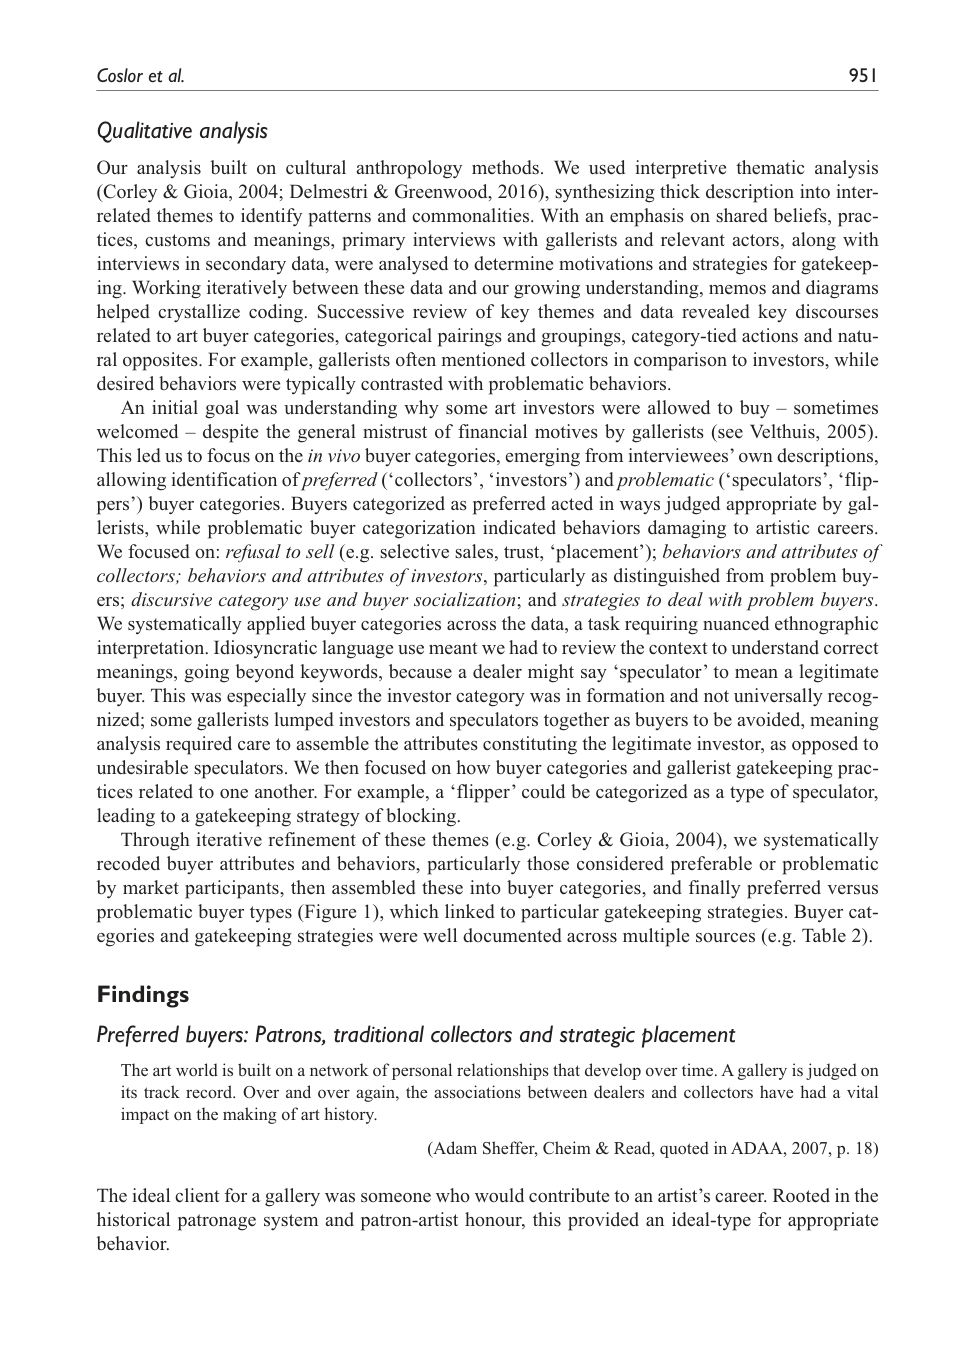 Coslor et al.
951
Qualitative analysis
Our analysis built on cultural anthropology methods. We used interpretive thematic analysis
(Corley & Gioia, 2004; Delmestri & Greenwood, 2016), synthesizing thick description into inter-
related themes to identify patterns and commonalities. With an emphasis on shared beliefs, prac-
tices, customs and meanings, primary interviews with gallerists and relevant actors, along with
interviews in secondary data, were analysed to determine motivations and strategies for gatekeep-
ing. Working iteratively between these data and our growing understanding, memos and diagrams
helped crystallize coding. Successive review of key themes and data revealed key discourses
related to art buyer categories, categorical pairings and groupings, category-tied actions and natu-
ral opposites. For example, gallerists often mentioned collectors in comparison to investors, while
desired behaviors were typically contrasted with problematic behaviors.
An initial goal was understanding why some art investors were allowed to buy – sometimes
welcomed – despite the general mistrust of financial motives by gallerists (see Velthuis, 2005).
This led us to focus on the in vivo buyer categories, emerging from interviewees’ own descriptions,
allowing identification of preferred (‘collectors’, ‘investors’) and problematic (‘speculators’, ‘flip-
pers’) buyer categories. Buyers categorized as preferred acted in ways judged appropriate by gal-
lerists, while problematic buyer categorization indicated behaviors damaging to artistic careers.
We focused on: refusal to sell (e.g. selective sales, trust, ‘placement’); behaviors and attributes of
collectors; behaviors and attributes of investors, particularly as distinguished from problem buy-
ers; discursive category use and buyer socialization; and strategies to deal with problem buyers.
We systematically applied buyer categories across the data, a task requiring nuanced ethnographic
interpretation. Idiosyncratic language use meant we had to review the context to understand correct
meanings, going beyond keywords, because a dealer might say ‘speculator’ to mean a legitimate
buyer. This was especially since the investor category was in formation and not universally recog-
nized; some gallerists lumped investors and speculators together as buyers to be avoided, meaning
analysis required care to assemble the attributes constituting the legitimate investor, as opposed to
undesirable speculators. We then focused on how buyer categories and gallerist gatekeeping prac-
tices related to one another. For example, a ‘flipper’ could be categorized as a type of speculator,
leading to a gatekeeping strategy of blocking.
Through iterative refinement of these themes (e.g. Corley & Gioia, 2004), we systematically
recoded buyer attributes and behaviors, particularly those considered preferable or problematic
by market participants, then assembled these into buyer categories, and finally preferred versus
problematic buyer types (Figure 1), which linked to particular gatekeeping strategies. Buyer cat-
egories and gatekeeping strategies were well documented across multiple sources (e.g. Table 2).
Findings
Preferred buyers: Patrons, traditional collectors and strategic placement
The art world is built on a network of personal relationships that develop over time. A gallery is judged on
its track record. Over and over again, the associations between dealers and collectors have had a vital
impact on the making of art history.
(Adam Sheffer, Cheim & Read, quoted in ADAA, 2007, p. 18)
The ideal client for a gallery was someone who would contribute to an artist’s career. Rooted in the
historical patronage system and patron-artist honour, this provided an ideal-type for appropriate
behavior.